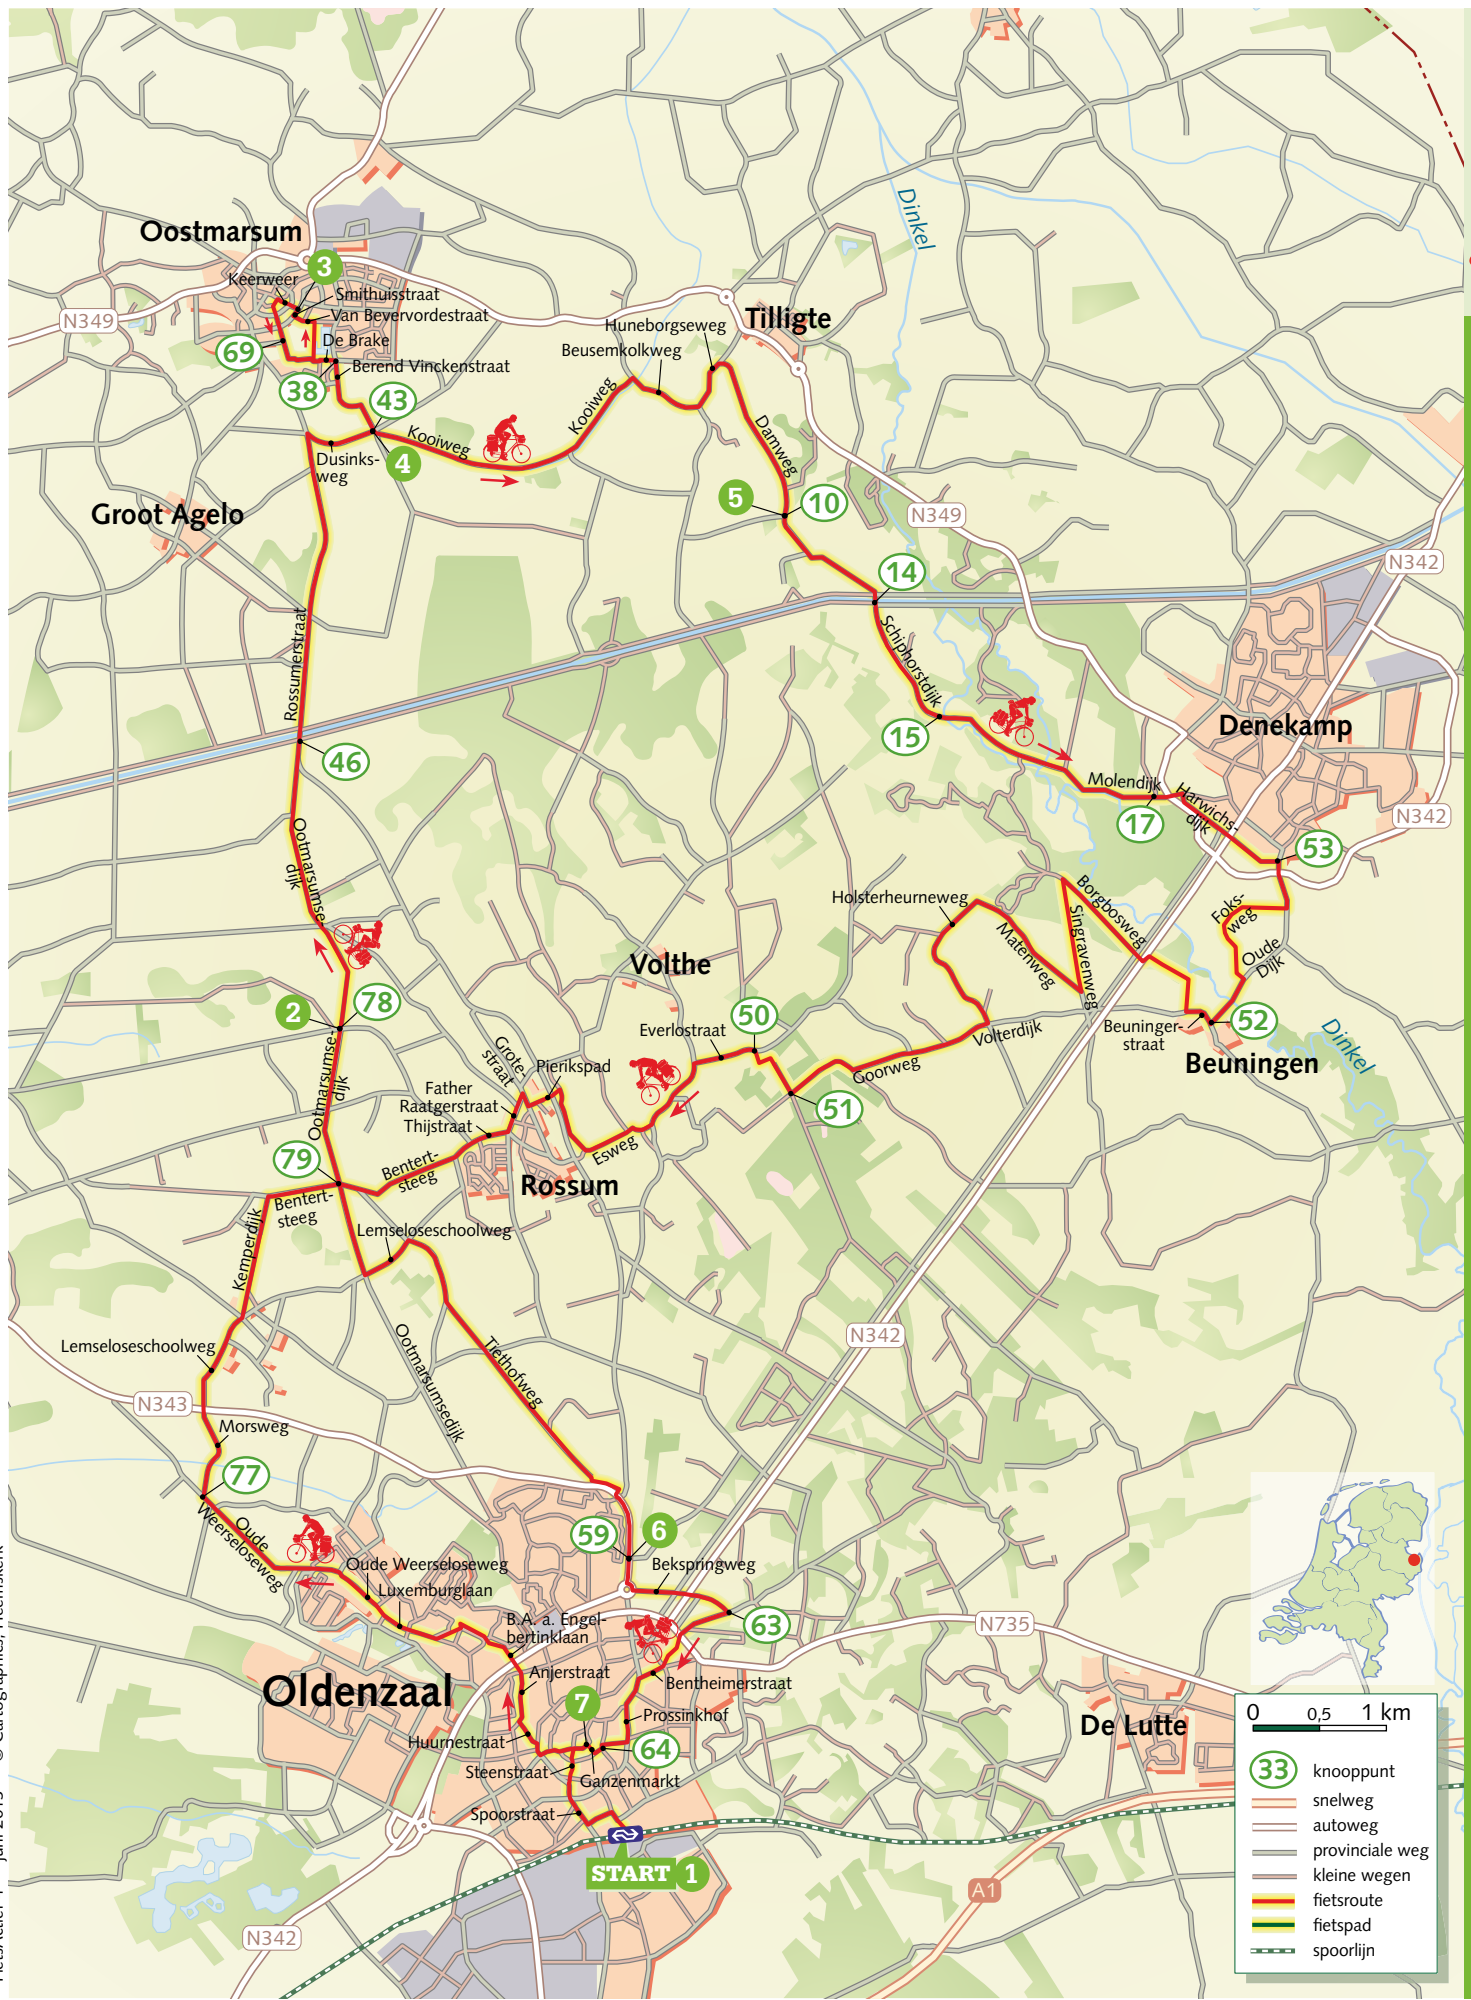 Dinkel
Oostmarsum
3
Keerweer
Smithuisstraat
Van Bevervordestraat
N349
De Brake
69
Berend Vinckenstraat
38
43
Huneborgseweg
Tilligte
Beusemkolkweg
Kooiweg
Kooiweg
Damweg
Dusinks-
weg
4
5
10
Groot Agelo
N349
N342
14
Schiphorstdijk
Rossumerstraat
Denekamp
15
46
Molendijk
Harwichs-
dijk
17
N342
53
Ootmarsumse-
dijk
Holsterheurneweg
Borgbosweg
Foks-
weg
Singravenweg
Matenweg
Oude
Dijk
Volthe
2
78
50
Everlostraat
Volterdijk
Beuninger-
straat
52
Dinkel
Beuningen
Ootmarsumse-
dijk
Grote-
straat
Pierikspad
Father
Raatgerstraat
Thijstraat
Goorweg
51
79
Bentert-
steeg
Esweg
Rossum
Bentert-
steeg
Kemperdijk
Lemseloseschoolweg
Lemseloseschoolweg
Ootmarsumsedijk
Tiethofweg
N342
N343
Morsweg
77
Oude
Weerseloseweg
59
6
Bekspringweg
Oude Weerseloseweg
Luxemburglaan
B.A. a. Engel-
bertinklaan
63
N735
Oldenzaal
Anjerstraat
Bentheimerstraat
7
Prossinkhof
De Lutte
Huurnestraat
64
Steenstraat
Ganzenmarkt
Spoorstraat
START 1
A1
N342
0 0,5 1 km
33 knooppunt
snelweg
autoweg
provinciale weg
kleine wegen
fietsroute
fietspad
spoorlijn